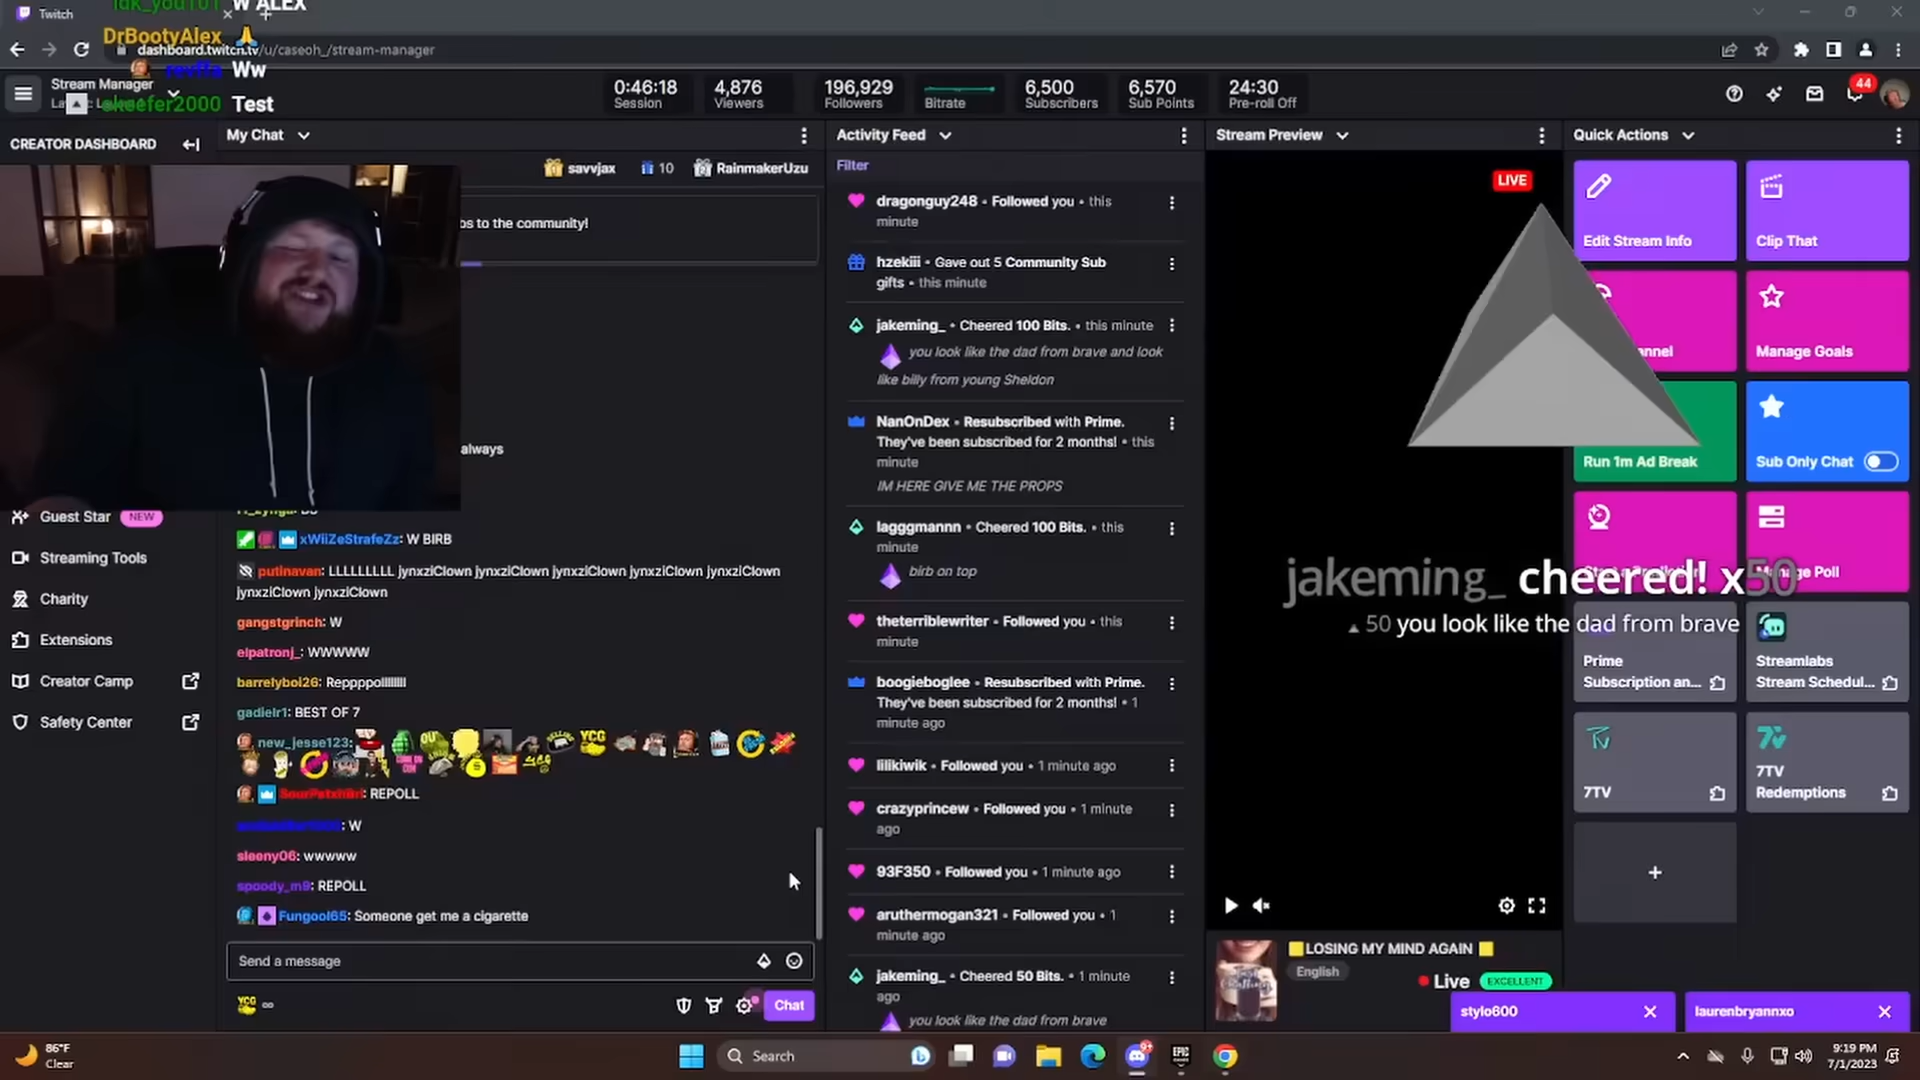 Twitch
idk_you101 W ALEX
DrBootyAlex 🙏
dashboard.twitch.tv/u/caseoh_/stream-manager
revffa Ww
Stream Manager
akeefer2000 Test
0:46:18
Session
4,876
Viewers
196,929
Followers
Bitrate
6,500
Subscribers
6,570
Sub Points
24:30
Pre-roll Off
44
CREATOR DASHBOARD
My Chat
savvjax
10
RainmakerUzu
to the community!
always
Guest Star NEW
Streaming Tools
Charity
Extensions
Creator Camp
Safety Center
xWiiZeStrafeZz: W BIRB
putinavan: LLLLLLLLL jynxziClown jynxziClown jynxziClown jynxziClown jynxziClown
jynxziClown jynxziClown
gangstgrinch: W
elpatronj_: WWWWW
barrelyboi26: Reppppolllllllll
gadielr1: BEST OF 7
new_jesse123:
REPOLL
: W
sleeny06: wwwww
spoody_m9: REPOLL
Fungool65: Someone get me a cigarette
Send a message
YCG
Chat
Activity Feed
Filter
dragonguy248 • Followed you • this
minute
hzekiii • Gave out 5 Community Sub
gifts • this minute
jakeming_ • Cheered 100 Bits. • this minute
you look like the dad from brave and look
like billy from young Sheldon
NanOnDex • Resubscribed with Prime.
They've been subscribed for 2 months! • this
minute
IM HERE GIVE ME THE PROPS
lagggmannn • Cheered 100 Bits. • this
minute
birb on top
theterriblewriter • Followed you • this
minute
boogieboglee • Resubscribed with Prime.
They've been subscribed for 2 months! • 1
minute ago
lilikiwik • Followed you • 1 minute ago
crazyprincew • Followed you • 1 minute
ago
93F350 • Followed you • 1 minute ago
aruthermogan321 • Followed you • 1
minute ago
jakeming_ • Cheered 50 Bits. • 1 minute
ago
you look like the dad from brave
Stream Preview
LIVE
jakeming_ cheered! x50
50 you look like the dad from brave
LOSING MY MIND AGAIN
English
Live EXCELLENT
Quick Actions
Edit Stream Info
Clip That
Manage Goals
Run 1m Ad Break
Sub Only Chat
Manage Poll
Prime
Subscription an...
Streamlabs
Stream Schedul...
7TV
7TV
Redemptions
+
stylo600
laurenbryannxo
86°F
Clear
Search
EPIC
9:19 PM
7/1/2023